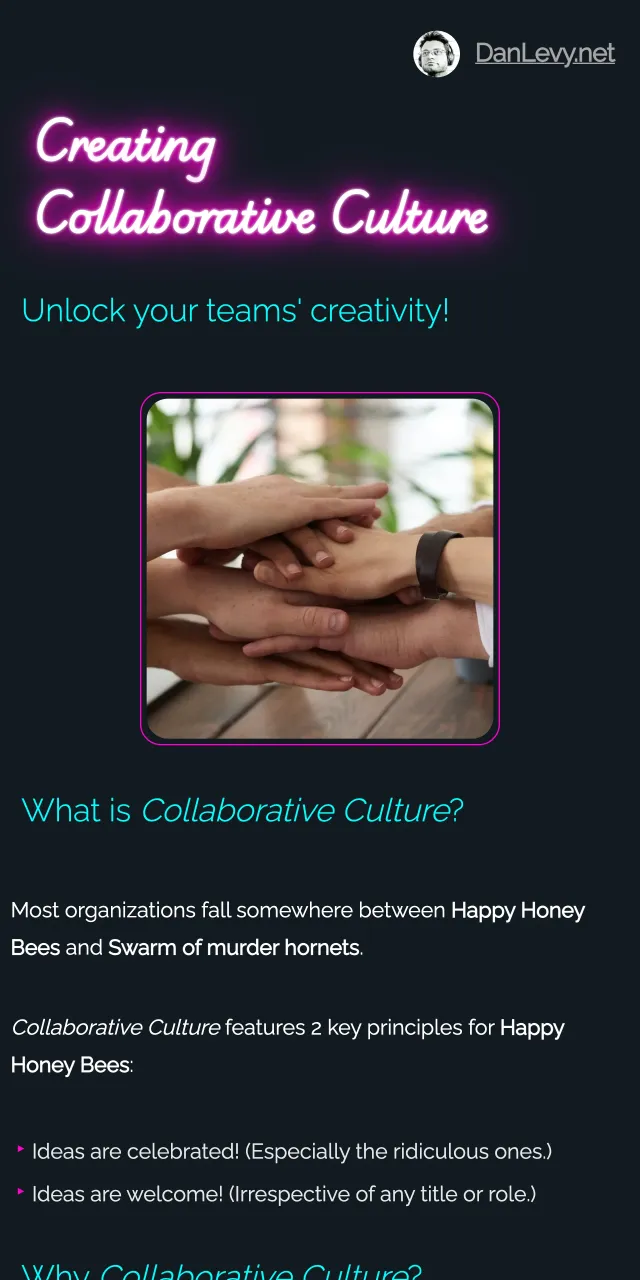 DanLevy.net
Creating
Collaborative Culture
Unlock your teams' creativity!
What is Collaborative Culture?
Most organizations fall somewhere between Happy Honey
Bees and Swarm of murder hornets.
Collaborative Culture features 2 key principles for Happy
Honey Bees:
‣ Ideas are celebrated! (Especially the ridiculous ones.)
‣ Ideas are welcome! (Irrespective of any title or role.)
Why Collaborative Culture?